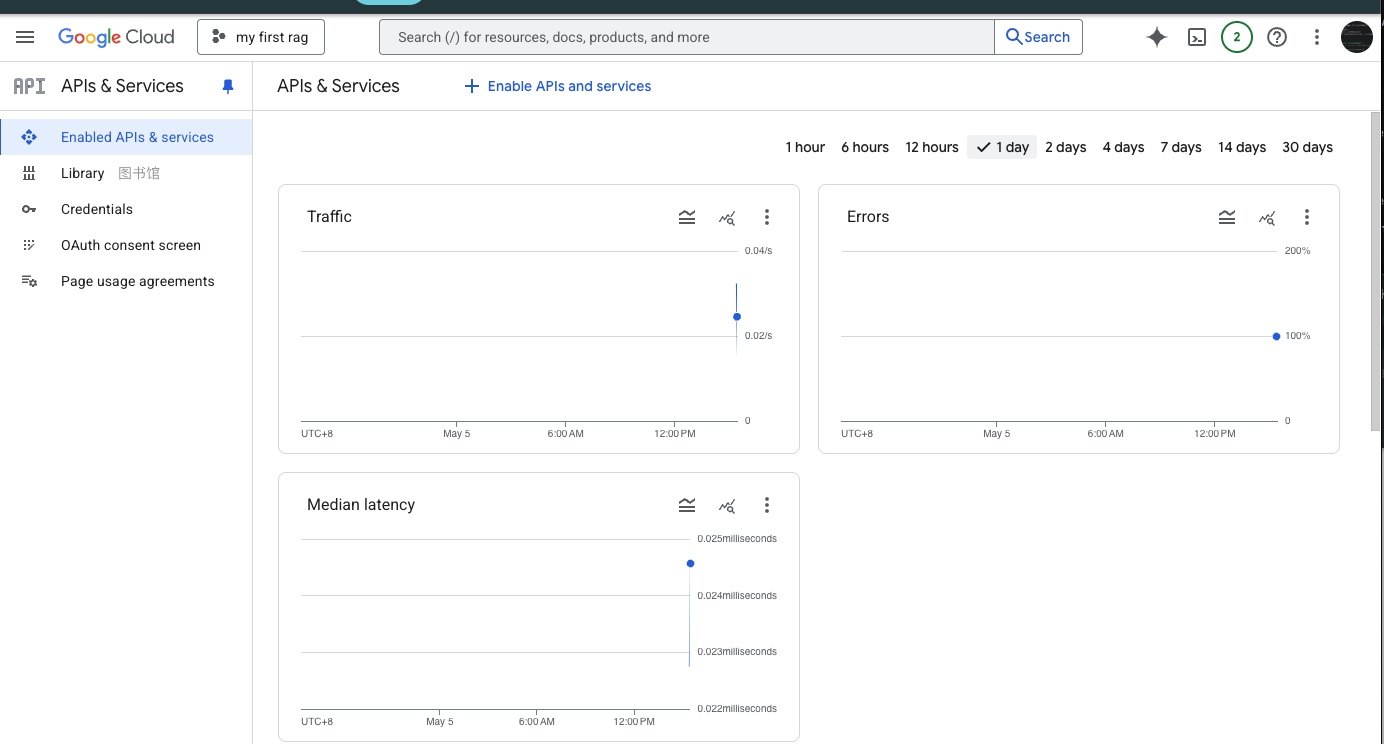 Google Cloud
my first rag
Search (/) for resources, docs, products, and more
Search
2
API
APIs & Services
APIs & Services
Enable APIs and services
Enabled APIs & services
Library 图书馆
Credentials
OAuth consent screen
Page usage agreements
1 hour 6 hours 12 hours 1 day 2 days 4 days 7 days 14 days 30 days
Traffic
0.04/s
0.02/s
0
UTC+8 May 5 6:00 AM 12:00 PM
Errors
200%
100%
0
UTC+8 May 5 6:00 AM 12:00 PM
Median latency
0.025milliseconds
0.024milliseconds
0.023milliseconds
0.022milliseconds
UTC+8 May 5 6:00 AM 12:00 PM